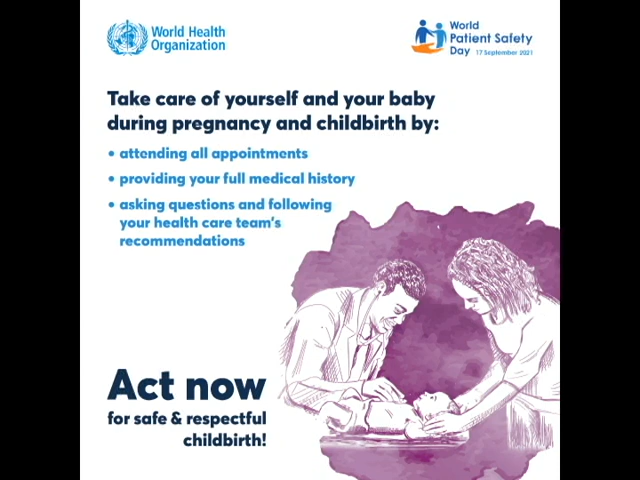 World Health
Organization
World
Patient Safety
Day 17 September 2021
Take care of yourself and your baby
during pregnancy and childbirth by:
• attending all appointments
• providing your full medical history
• asking questions and following
your health care team's
recommendations
Act now
for safe & respectful
childbirth!